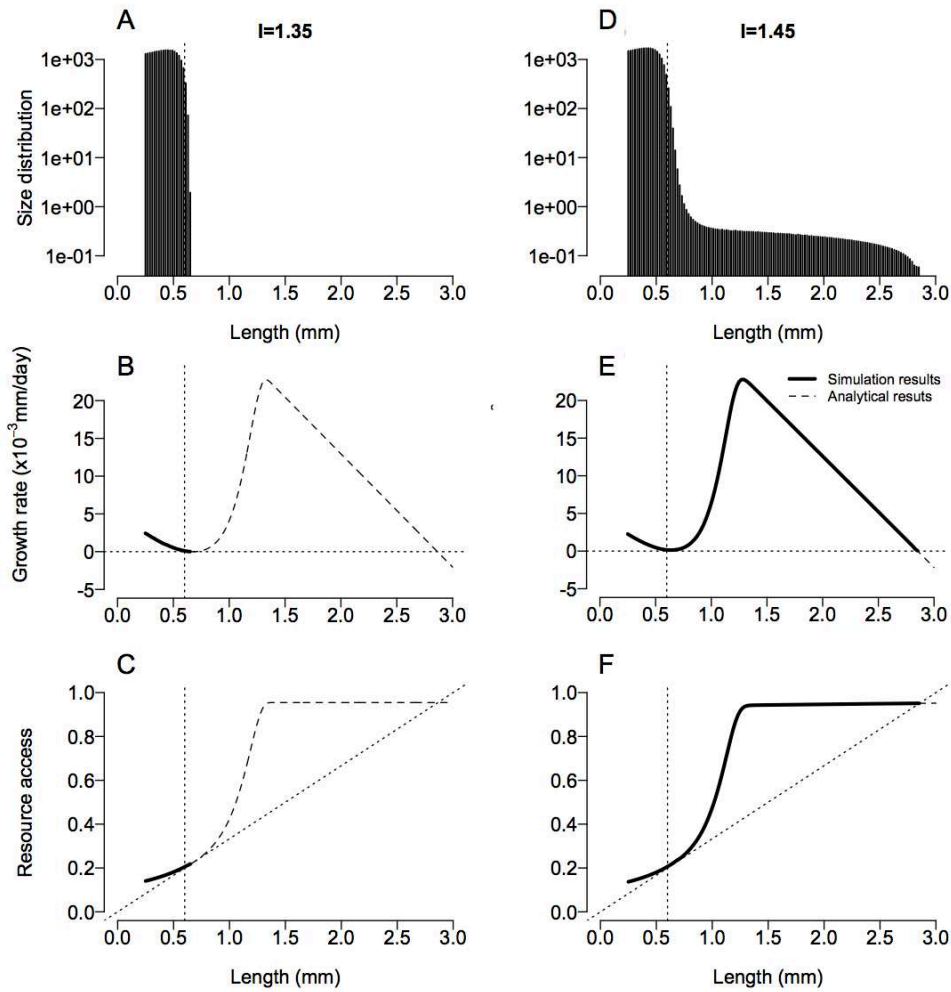 A
I=1.35
Size distribution
1e+03
1e+02
1e+01
1e+00
1e-01
0.0 0.5 1.0 1.5 2.0 2.5 3.0
Length (mm)
D
I=1.45
1e+03
1e+02
1e+01
1e+00
1e-01
0.0 0.5 1.0 1.5 2.0 2.5 3.0
Length (mm)
B
Growth rate (x10⁻³mm/day)
20
15
10
5
0
-5
0.0 0.5 1.0 1.5 2.0 2.5 3.0
E
Simulation results
Analytical resuts
20
15
10
5
0
-5
0.0 0.5 1.0 1.5 2.0 2.5 3.0
C
Resource access
1.0
0.8
0.6
0.4
0.2
0.0
0.0 0.5 1.0 1.5 2.0 2.5 3.0
Length (mm)
F
1.0
0.8
0.6
0.4
0.2
0.0
0.0 0.5 1.0 1.5 2.0 2.5 3.0
Length (mm)